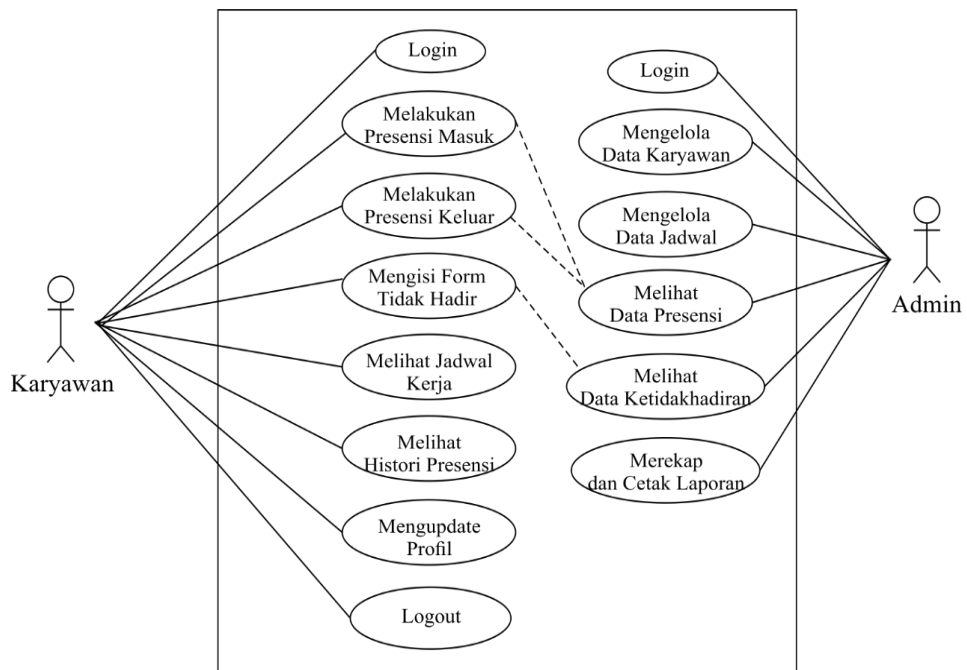 Login
Melakukan
Presensi Masuk
Melakukan
Presensi Keluar
Mengisi Form
Tidak Hadir
Melihat Jadwal
Kerja
Melihat
Histori Presensi
Mengupdate
Profil
Logout
Karyawan
Login
Mengelola
Data Karyawan
Mengelola
Data Jadwal
Melihat
Data Presensi
Melihat
Data Ketidakhadiran
Merekap
dan Cetak Laporan
Admin